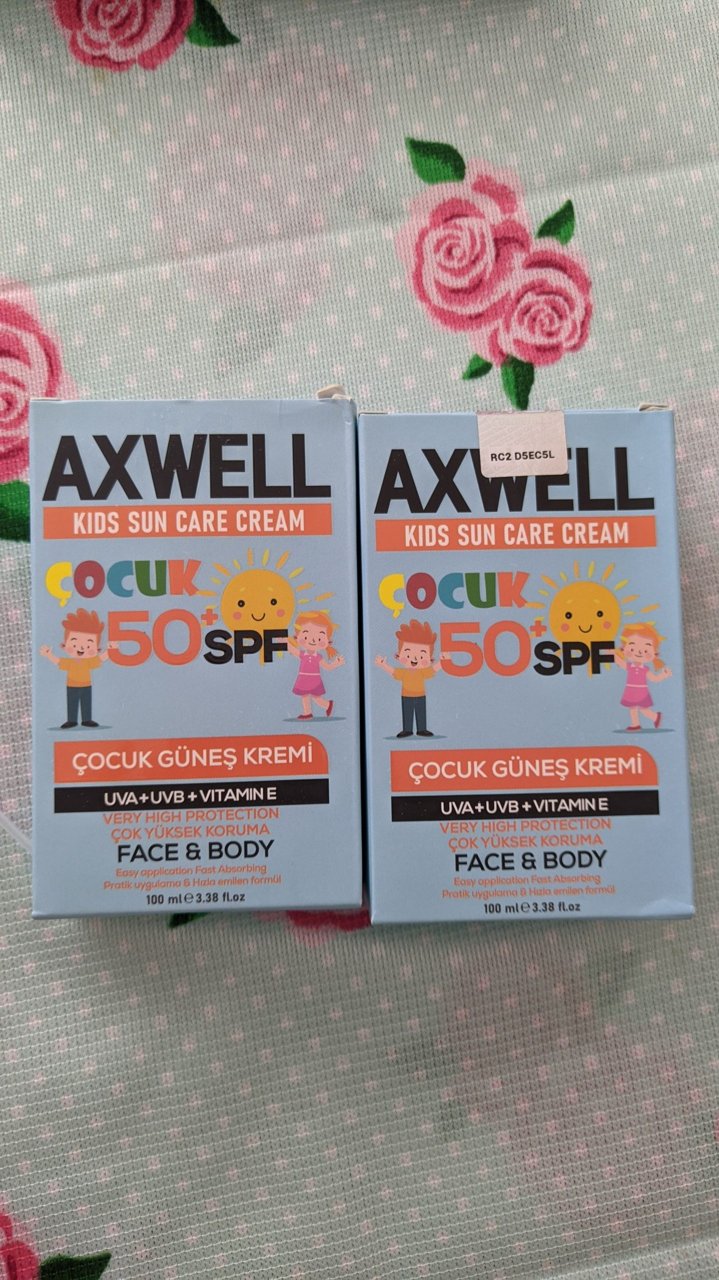 AXWELL
KIDS SUN CARE CREAM
ÇOCUK
50+ SPF
ÇOCUK GÜNEŞ KREMİ
UVA+UVB+VITAMIN E
VERY HIGH PROTECTION
ÇOK YÜKSEK KORUMA
FACE & BODY
Easy application Fast Absorbing
Pratik uygulama & Hızla emilen formül
100 ml ℮ 3.38 fl.oz
RC2 D5EC5L
AXWELL
KIDS SUN CARE CREAM
ÇOCUK
50+ SPF
ÇOCUK GÜNEŞ KREMİ
UVA+UVB+VITAMIN E
VERY HIGH PROTECTION
ÇOK YÜKSEK KORUMA
FACE & BODY
Easy application Fast Absorbing
Pratik uygulama & Hızla emilen formül
100 ml ℮ 3.38 fl.oz